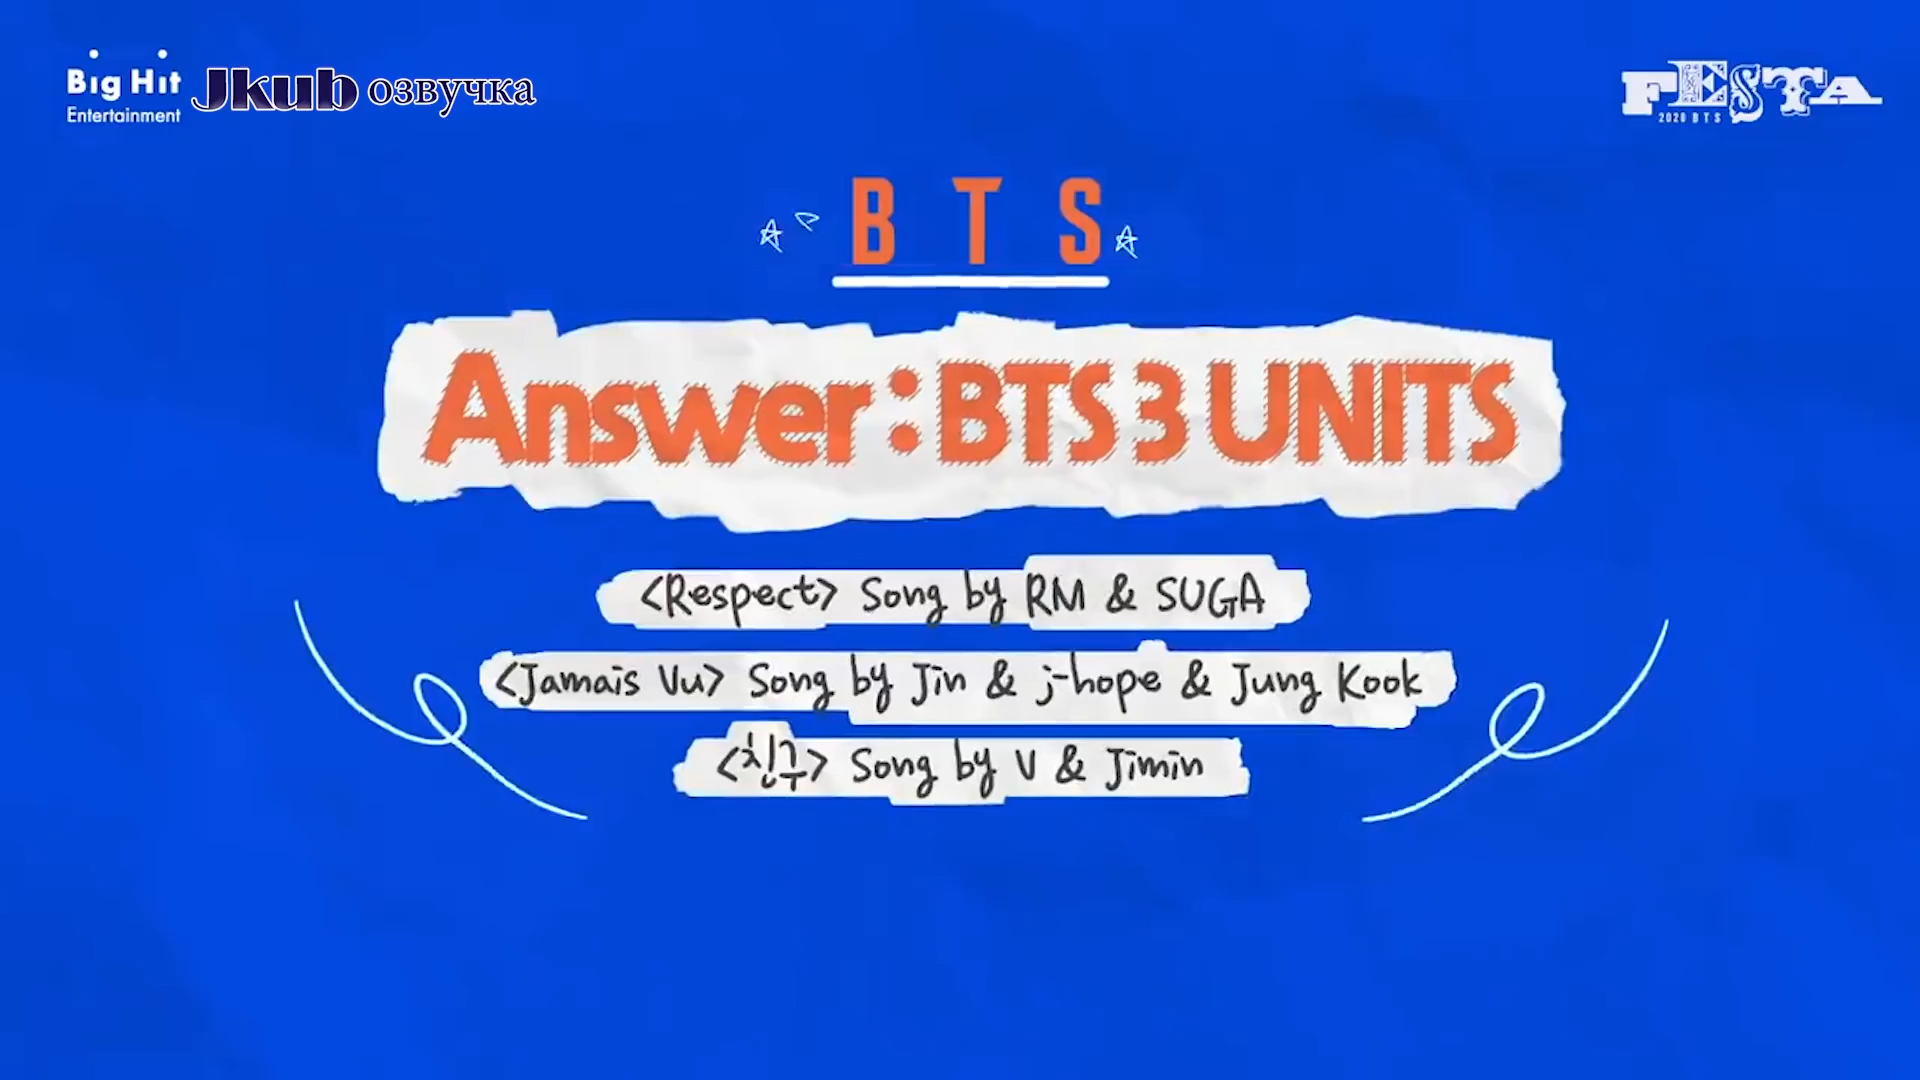 Big Hit
Entertainment
Jkub озвучка
FESTA
2020 BTS
BTS
Answer : BTS 3 UNITS
<Respect> Song by RM & SUGA
<Jamais Vu> Song by Jin & j-hope & Jung Kook
<친구> Song by V & Jimin